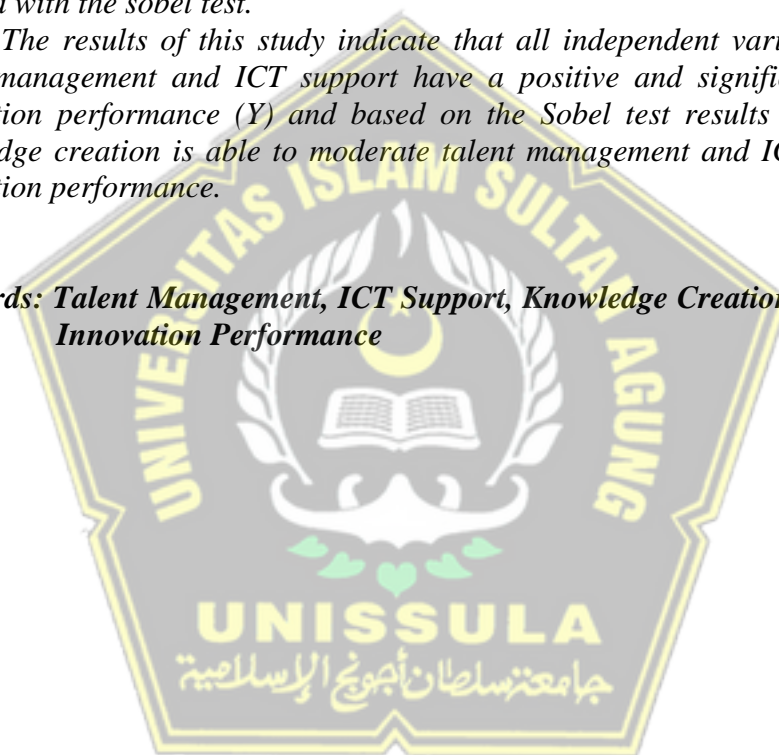 with the sobel test.
The results of this study indicate that all independent vari
management and ICT support have a positive and signific
tion performance (Y) and based on the Sobel test results
dge creation is able to moderate talent management and IC
tion performance.
rds: Talent Management, ICT Support, Knowledge Creation
Innovation Performance
UNIVERSITAS ISLAM SULTAN AGUNG
UNISSULA
جامعة سلطان أجونج الإسلامية